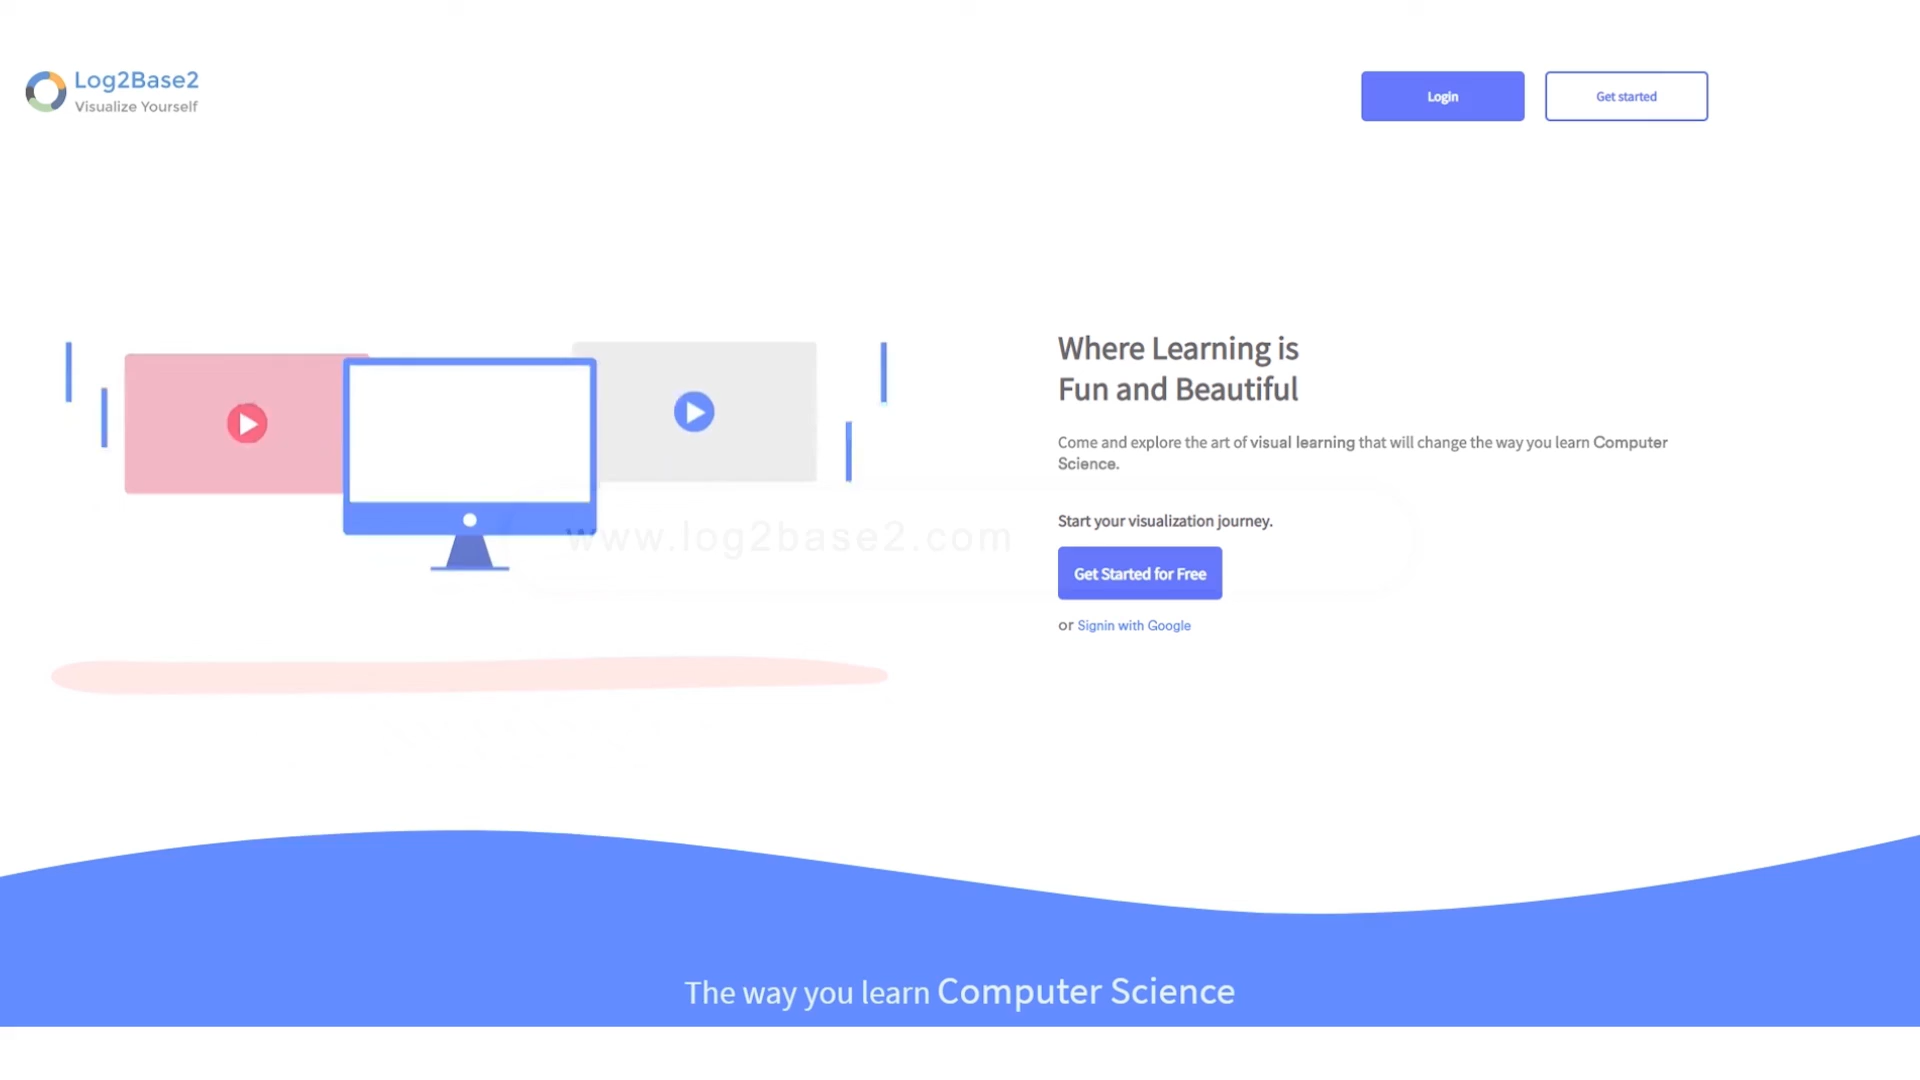 Log2Base2
Visualize Yourself
Login
Get started
Where Learning is
Fun and Beautiful
Come and explore the art of visual learning that will change the way you learn Computer
Science.
Start your visualization journey.
www.log2base2.com
Get Started for Free
or Signin with Google
The way you learn Computer Science